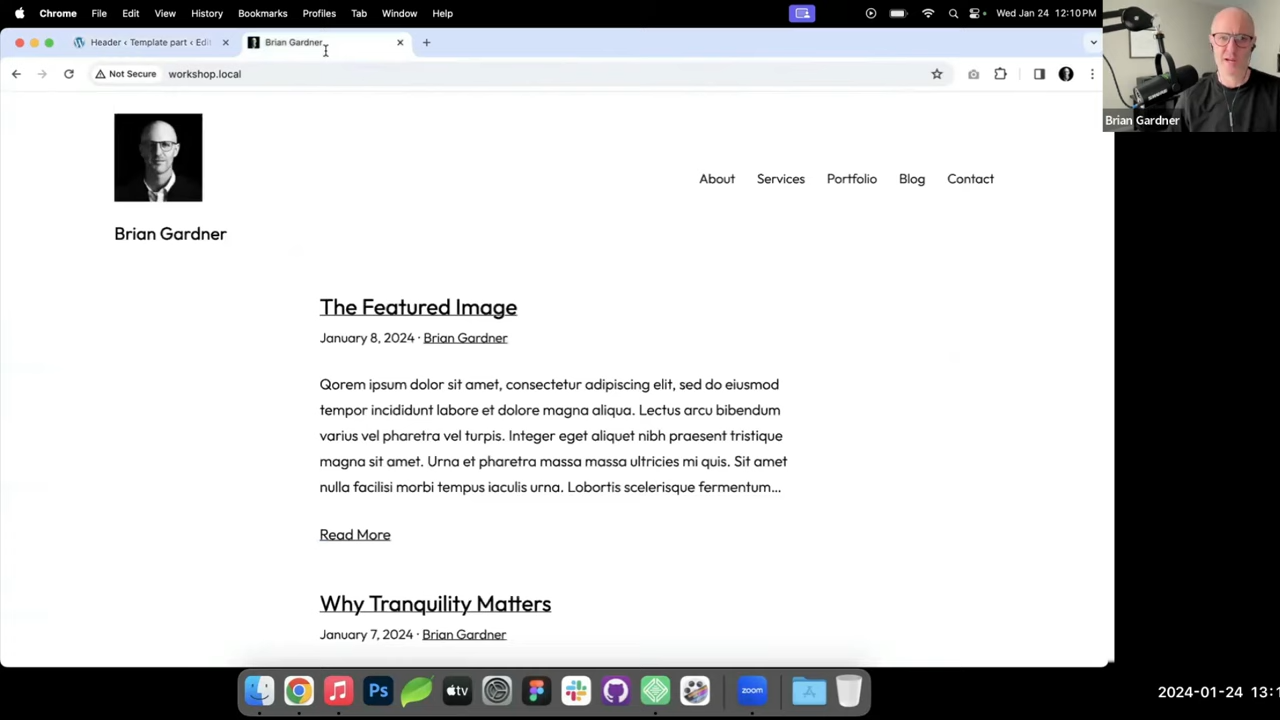 Chrome File Edit View History Bookmarks Profiles Tab Window Help Wed Jan 24 12:10 PM
Header ‹ Template part ‹ Edit
Brian Gardner
Not Secure workshop.local
Brian Gardner
About Services Portfolio Blog Contact
Brian Gardner
The Featured Image
January 8, 2024 · Brian Gardner
Qorem ipsum dolor sit amet, consectetur adipiscing elit, sed do eiusmod
tempor incididunt labore et dolore magna aliqua. Lectus arcu bibendum
varius vel pharetra vel turpis. Integer eget aliquet nibh praesent tristique
magna sit amet. Urna et pharetra massa massa ultricies mi quis. Sit amet
nulla facilisi morbi tempus iaculis urna. Lobortis scelerisque fermentum…
Read More
Why Tranquility Matters
January 7, 2024 · Brian Gardner
Ps
tv
zoom
2024-01-24 13:1